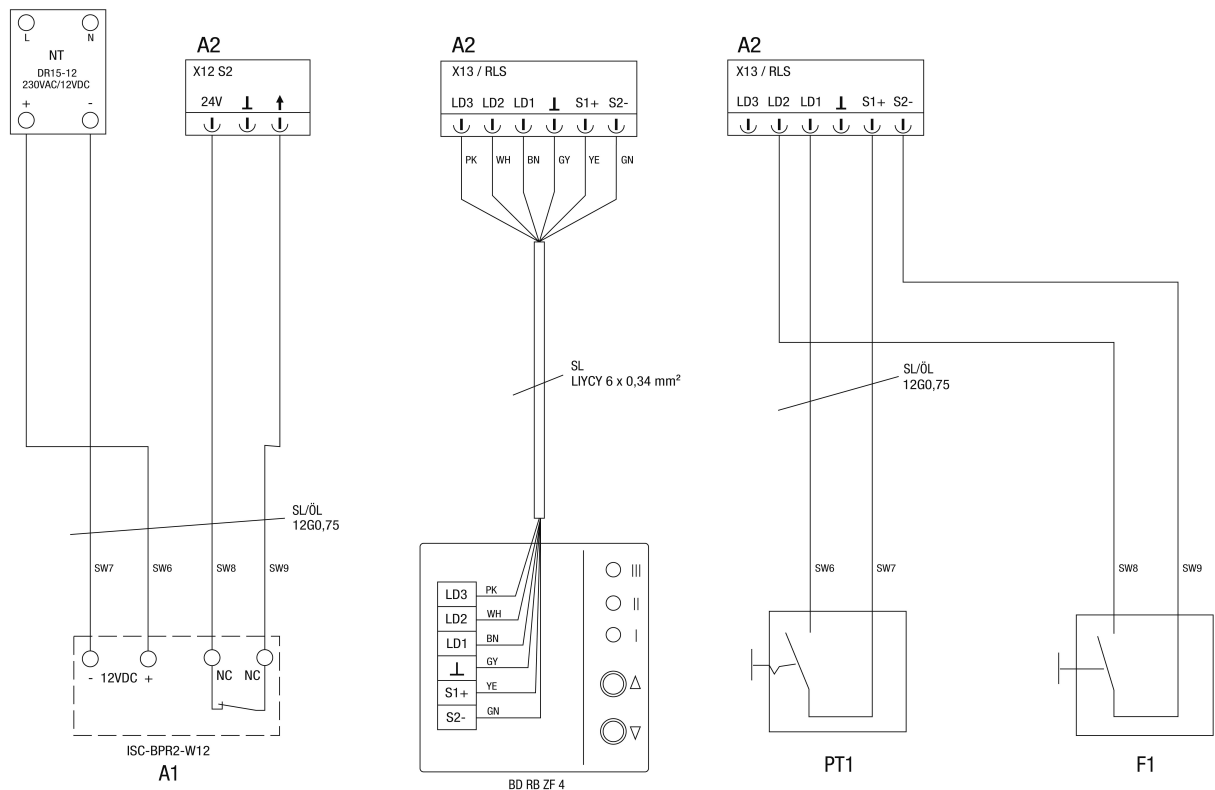 L N
NT
DR15-12
230VAC/12VDC
+ -
A2
X12 S2
24V
SL/ÖL
12G0,75
SW7 SW6 SW8 SW9
- 12VDC + NC NC
ISC-BPR2-W12
A1
A2
X13 / RLS
LD3 LD2 LD1 ⊥ S1+ S2-
PK WH BN GY YE GN
SL
LIYCY 6 x 0,34 mm²
LD3 PK
LD2 WH
LD1 BN
⊥ GY
S1+ YE
S2- GN
III
II
I
BD RB ZF 4
A2
X13 / RLS
LD3 LD2 LD1 ⊥ S1+ S2-
SL/ÖL
12G0,75
SW6 SW7 SW8 SW9
PT1
F1